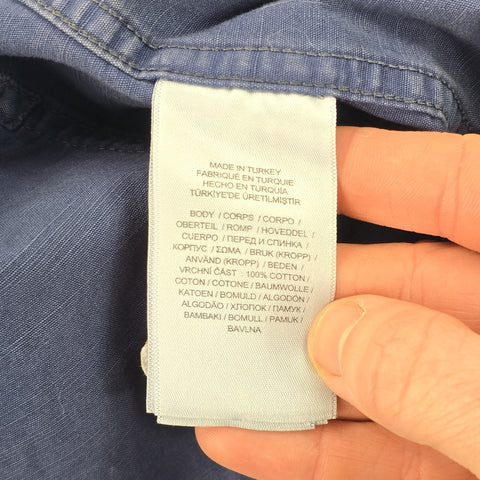 MADE IN TURKEY
FABRIQUÉ EN TURQUIE
HECHO EN TURQUÍA
TÜRKİYE'DE ÜRETİLMİŞTİR
BODY / CORPS / CORPO /
OBERTEIL / ROMP / HOVEDDEL /
CUERPO / ПЕРЕД И СПИНКА /
КОРПУС / ΣΩΜΑ / BRUK (KROPP) /
ANVÄND (KROPP) / BEDEN /
VRCHNÍ ČÁST : 100% COTTON /
COTON / COTONE / BAUMWOLLE /
KATOEN / BOMULD / ALGODÓN /
ALGODÃO / ХЛОПОК / ПАМУК /
ΒΑΜΒΑΚΙ / BOMULL / PAMUK /
BAVLNA